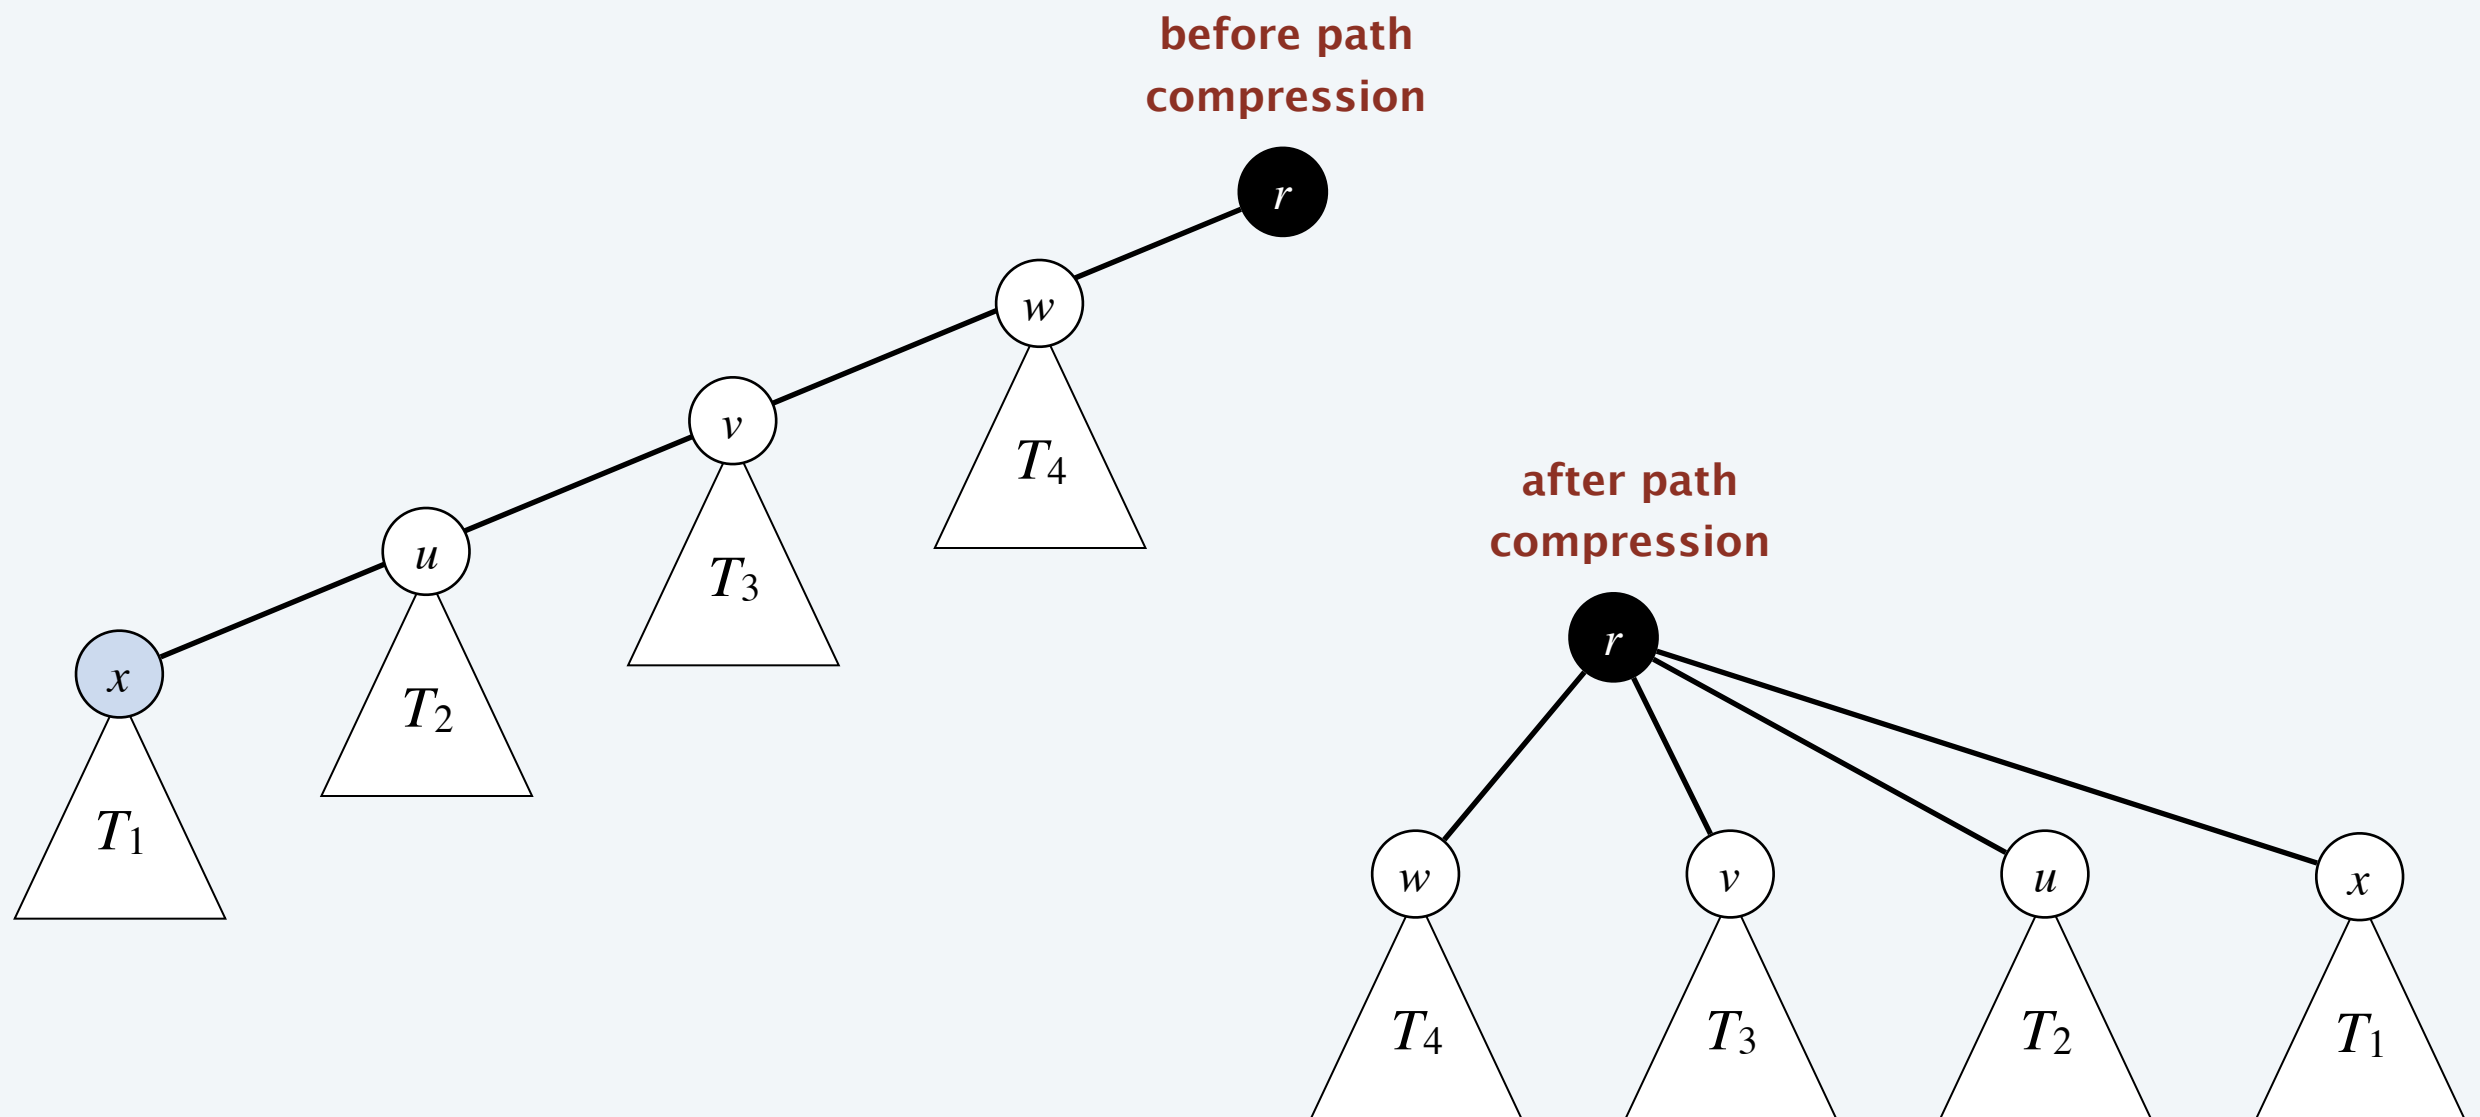 before path
compression
r
w
T4
v
T3
u
T2
x
T1
after path
compression
r
w
v
u
x
T4
T3
T2
T1